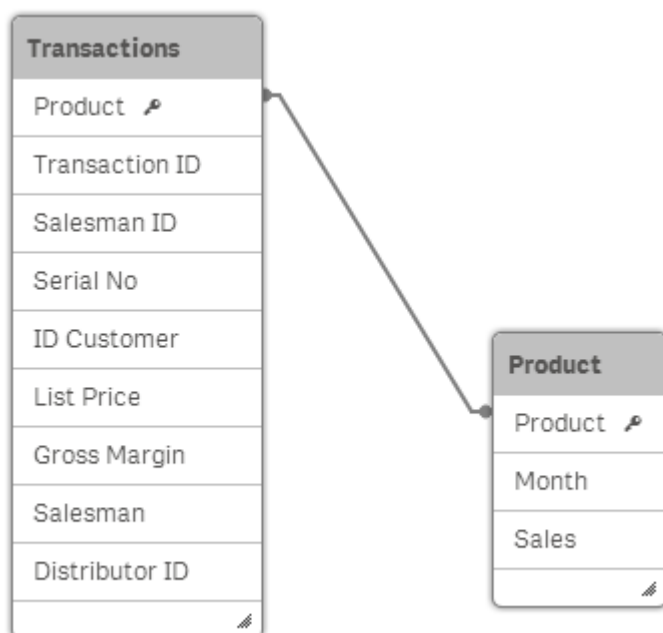 Transactions
Product
Transaction ID
Salesman ID
Serial No
ID Customer
List Price
Gross Margin
Salesman
Distributor ID
Product
Product
Month
Sales